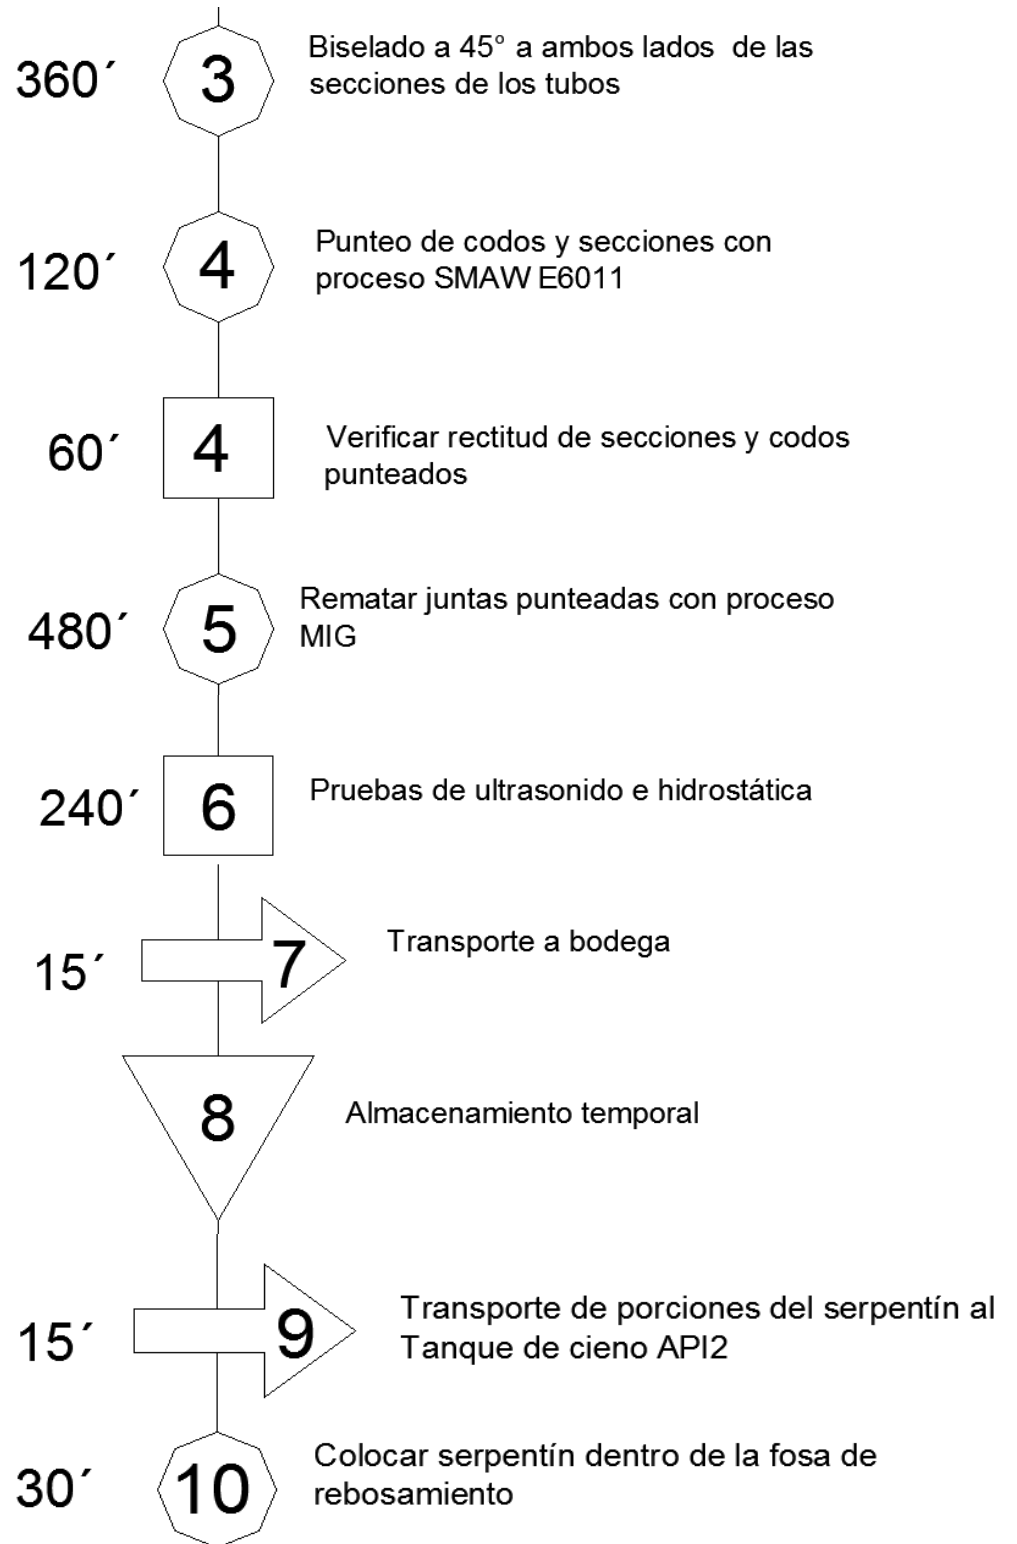 360´
3
Biselado a 45° a ambos lados de las
secciones de los tubos
120´
4
Punteo de codos y secciones con
proceso SMAW E6011
60´
4
Verificar rectitud de secciones y codos
punteados
480´
5
Rematar juntas punteadas con proceso
MIG
240´
6
Pruebas de ultrasonido e hidrostática
15´
7
Transporte a bodega
8
Almacenamiento temporal
15´
9
Transporte de porciones del serpentín al
Tanque de cieno API2
30´
10
Colocar serpentín dentro de la fosa de
rebosamiento